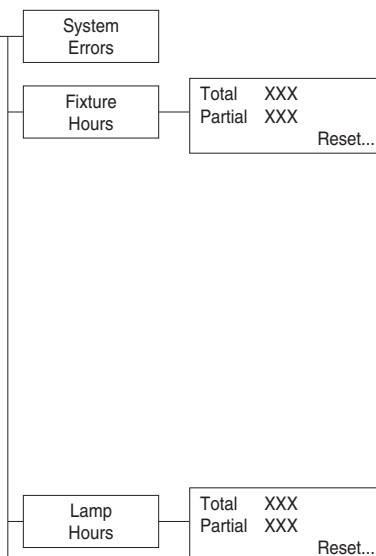 System
Errors
Fixture
Hours
Total XXX
Partial XXX
Reset...
Lamp
Hours
Total XXX
Partial XXX
Reset...